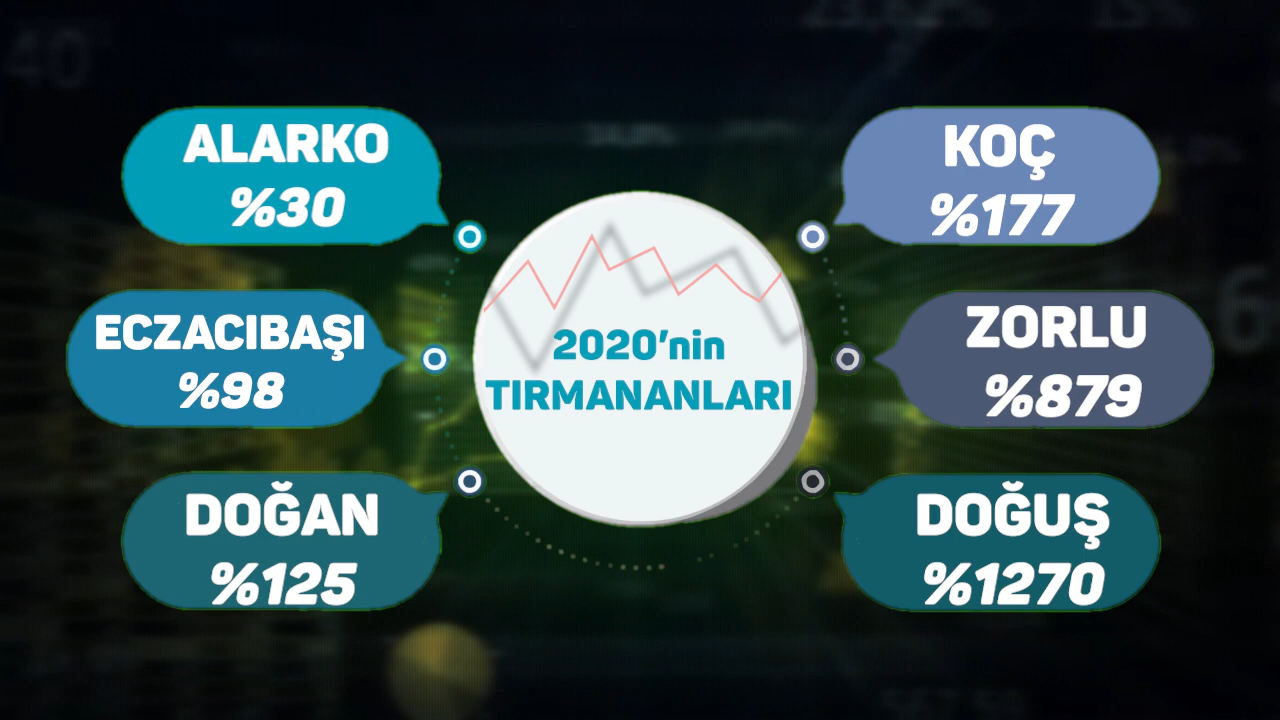 ALARKO
%30
ECZACIBAŞI
%98
DOĞAN
%125
2020’nin
TIRMANANLARI
KOÇ
%177
ZORLU
%879
DOĞUŞ
%1270